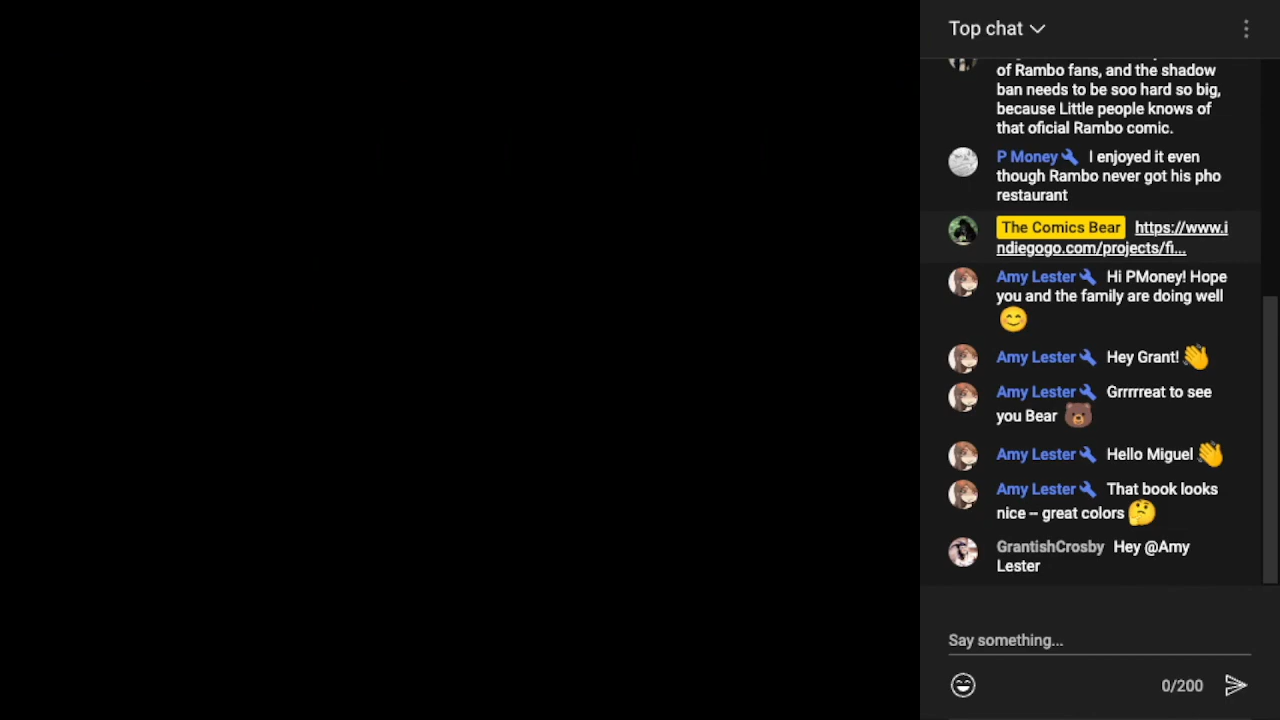 Top chat
of Rambo fans, and the shadow
ban needs to be soo hard so big,
because Little people knows of
that oficial Rambo comic.
P Money I enjoyed it even
though Rambo never got his pho
restaurant
The Comics Bear https://www.i
ndiegogo.com/projects/fi...
Amy Lester Hi PMoney! Hope
you and the family are doing well
😊
Amy Lester Hey Grant! 👋
Amy Lester Grrrrreat to see
you Bear 🐻
Amy Lester Hello Miguel 👋
Amy Lester That book looks
nice -- great colors 🤔
GrantishCrosby Hey @Amy
Lester
Say something...
0/200